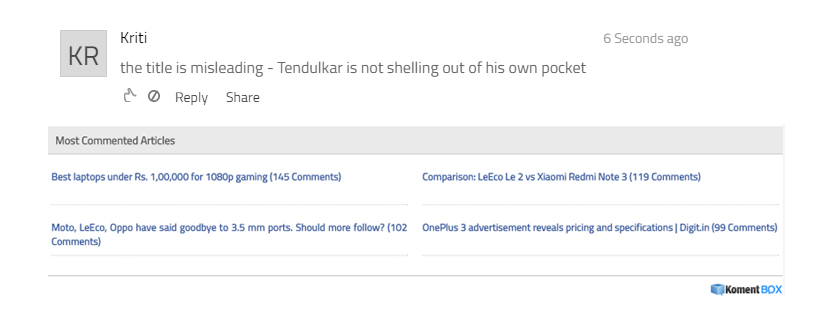 KR
Kriti
6 Seconds ago
the title is misleading - Tendulkar is not shelling out of his own pocket
Reply Share
Most Commented Articles
Best laptops under Rs. 1,00,000 for 1080p gaming (145 Comments)
Comparison: LeEco Le 2 vs Xiaomi Redmi Note 3 (119 Comments)
Moto, LeEco, Oppo have said goodbye to 3.5 mm ports. Should more follow? (102
Comments)
OnePlus 3 advertisement reveals pricing and specifications | Digit.in (99 Comments)
Koment BOX